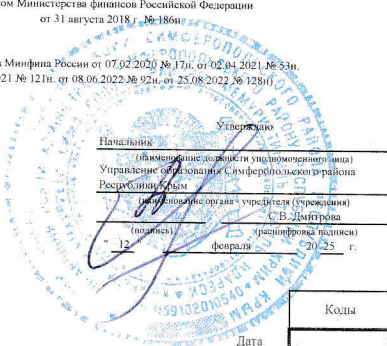 ом Министерства финансов Российской Федерации
от 31 августа 2018 г. № 186н
Минфина России от 07.02.2020 № 17н. от 02.04.2021 № 53н.
021 № 121н. от 08.06.2022 № 92н. от 25.08.2022 № 128н)
Утверждаю
Начальник
(наименование должности уполномоченного лица)
Управление образования Симферопольского района
Республики Крым
(наименование органа - учредителя (учреждения)
С.В. Дмитрова
(подпись) (расшифровка подписи)
" 12 февраля 20 25 г.
Коды
Дата